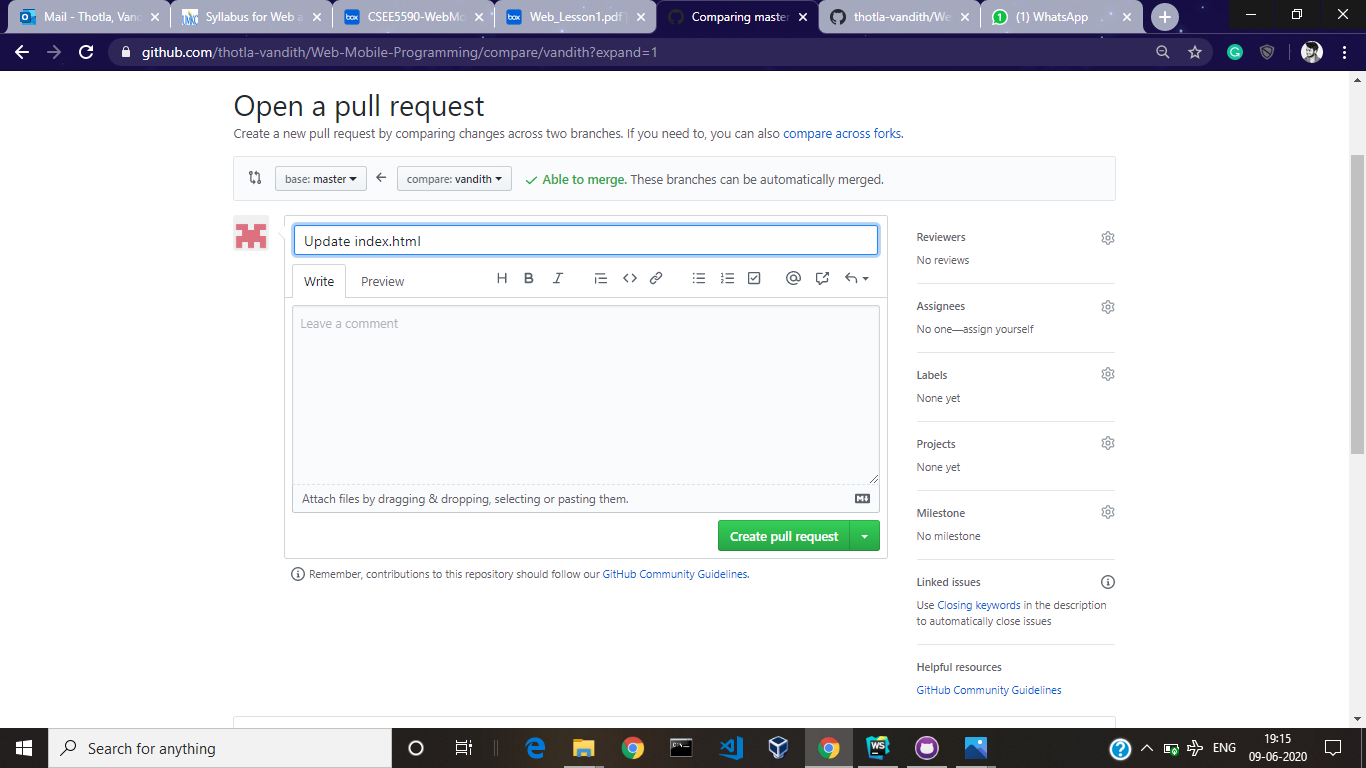 Mail - Thotla, Vand
Syllabus for Web a
CSEE5590-WebMo
Web_Lesson1.pdf
Comparing master
thotla-vandith/We
(1) WhatsApp
github.com/thotla-vandith/Web-Mobile-Programming/compare/vandith?expand=1
Open a pull request
Create a new pull request by comparing changes across two branches. If you need to, you can also compare across forks.
base: master
compare: vandith
Able to merge. These branches can be automatically merged.
Update index.html
Write
Preview
Leave a comment
Attach files by dragging & dropping, selecting or pasting them.
Create pull request
Remember, contributions to this repository should follow our GitHub Community Guidelines.
Reviewers
No reviews
Assignees
No one—assign yourself
Labels
None yet
Projects
None yet
Milestone
No milestone
Linked issues
Use Closing keywords in the description
to automatically close issues
Helpful resources
GitHub Community Guidelines
Search for anything
ENG
19:15
09-06-2020